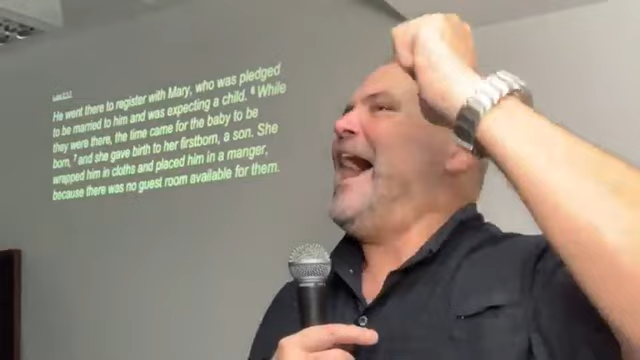 He went there to register with Mary, who was pledged
to be married to him and was expecting a child. ⁶ While
they were there, the time came for the baby to be
born, ⁷ and she gave birth to her firstborn, a son. She
wrapped him in cloths and placed him in a manger,
because there was no guest room available for them.